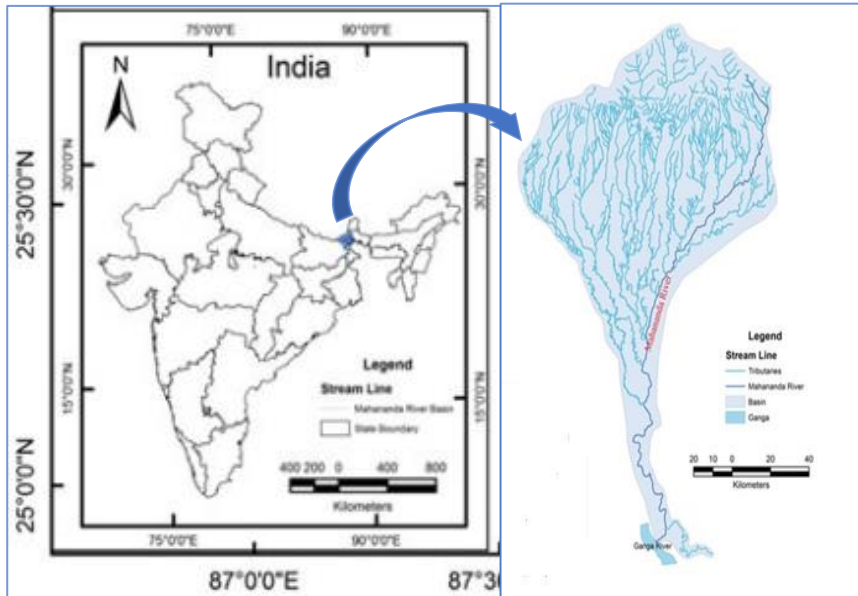 75°0'0"E 90°0'0"E
N
India
30°0'0"N
30°0'0"N
25°30'0"N
15°0'0"N
15°0'0"N
25°0'0"N
Legend
Stream Line
Mahananda River Basin
State Boundary
400 200 0 400 800
Kilometers
75°0'0"E 90°0'0"E
87°0'0"E 87°30
Mahananda River
Legend
Stream Line
Tributaries
Mahananda River
Basin
Ganga
20 10 0 20 40
Kilometers
Ganga River